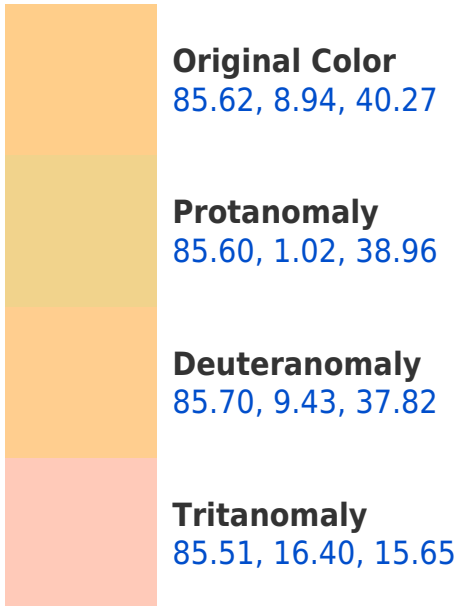 Original Color
85.62, 8.94, 40.27
Protanomaly
85.60, 1.02, 38.96
Deuteranomaly
85.70, 9.43, 37.82
Tritanomaly
85.51, 16.40, 15.65